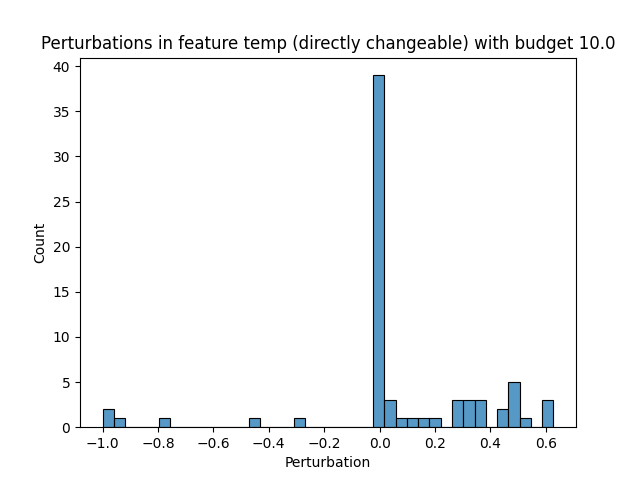 Perturbations in feature temp (directly changeable) with budget 10.0
40
35
30
25
20
15
10
5
0
Count
−1.0 −0.8 −0.6 −0.4 −0.2 0.0 0.2 0.4 0.6
Perturbation